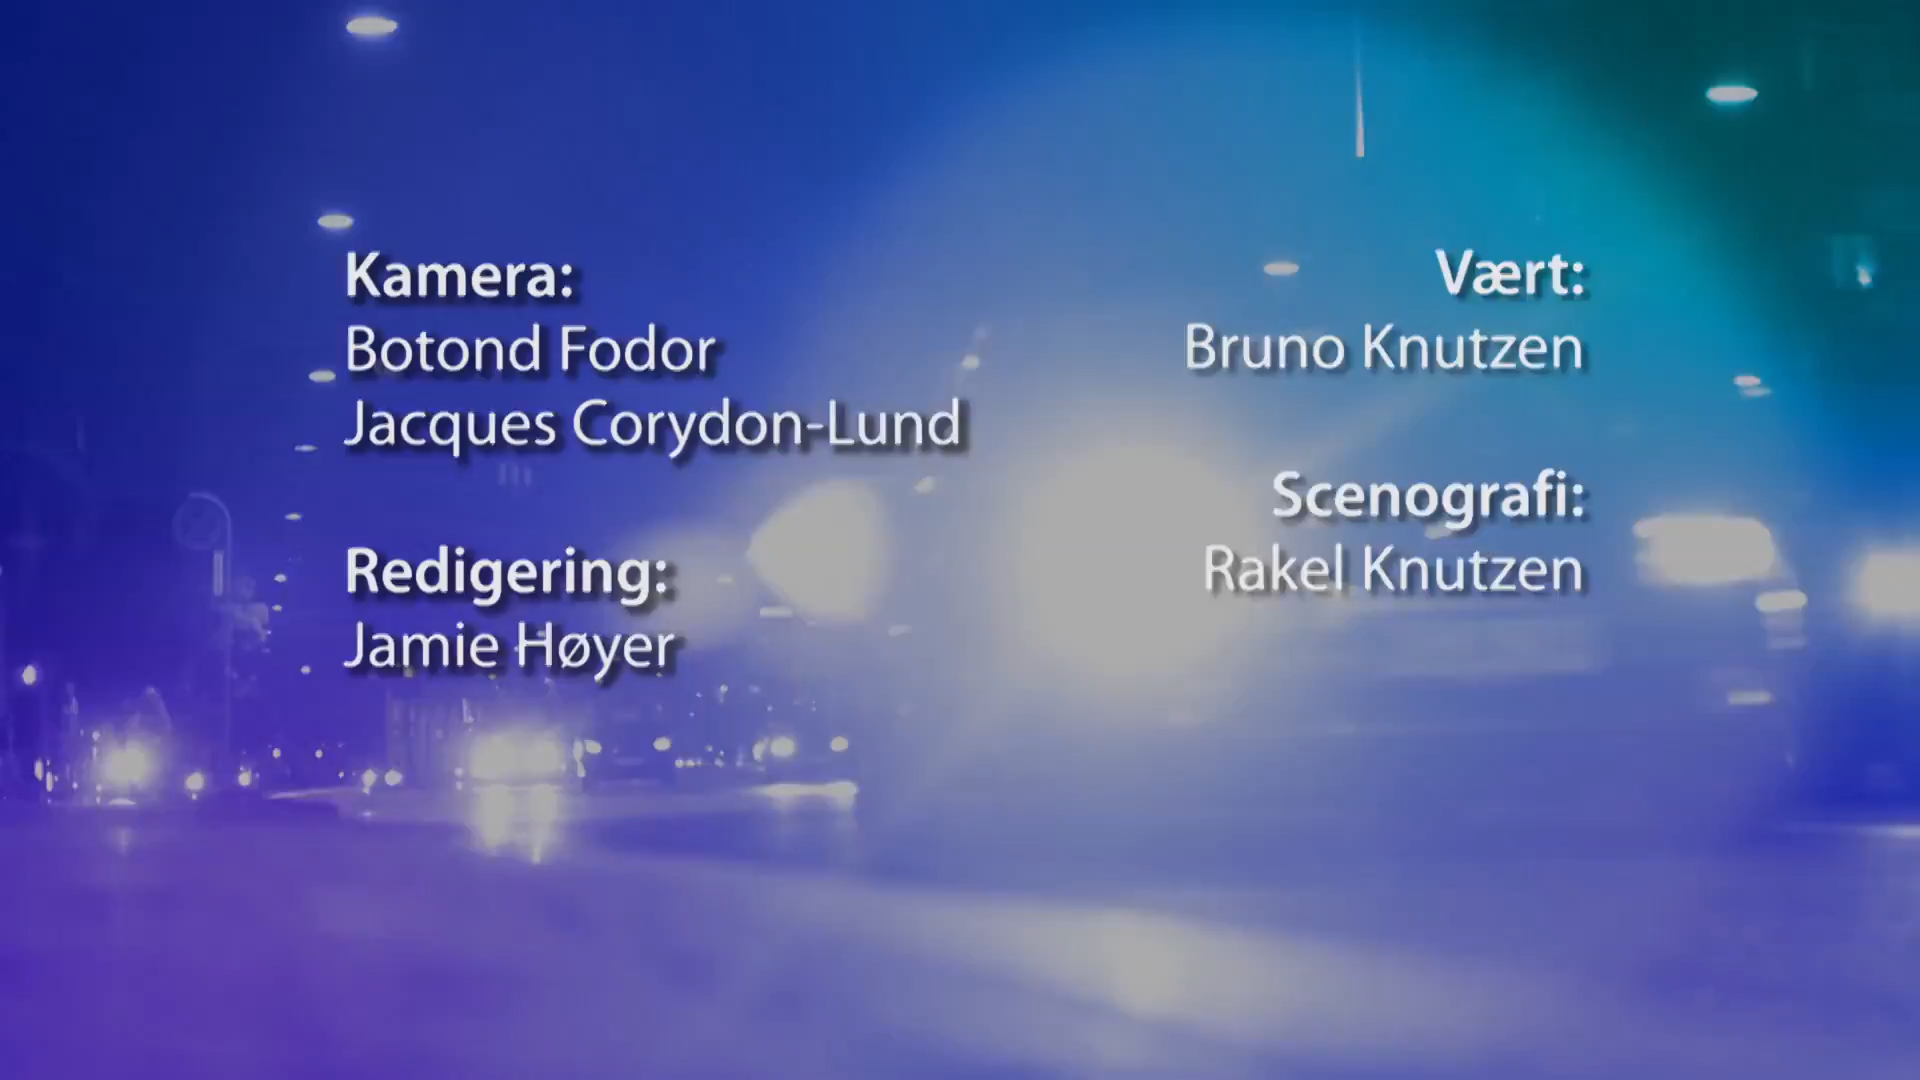 Kamera:
Botond Fodor
Jacques Corydon-Lund
Redigering:
Jamie Høyer
Vært:
Bruno Knutzen
Scenografi:
Rakel Knutzen